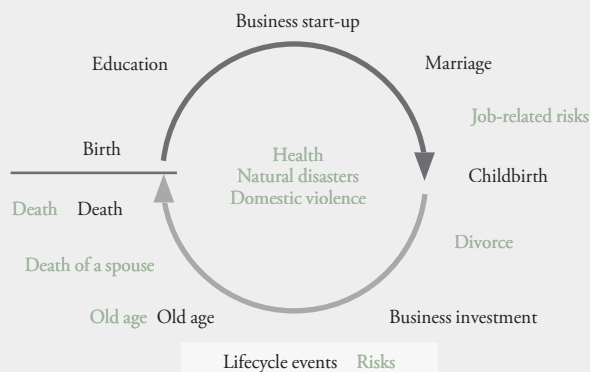 Business start-up
Education
Marriage
Job-related risks
Birth
Health
Natural disasters
Domestic violence
Childbirth
Death Death
Divorce
Death of a spouse
Old age Old age
Business investment
Lifecycle events Risks